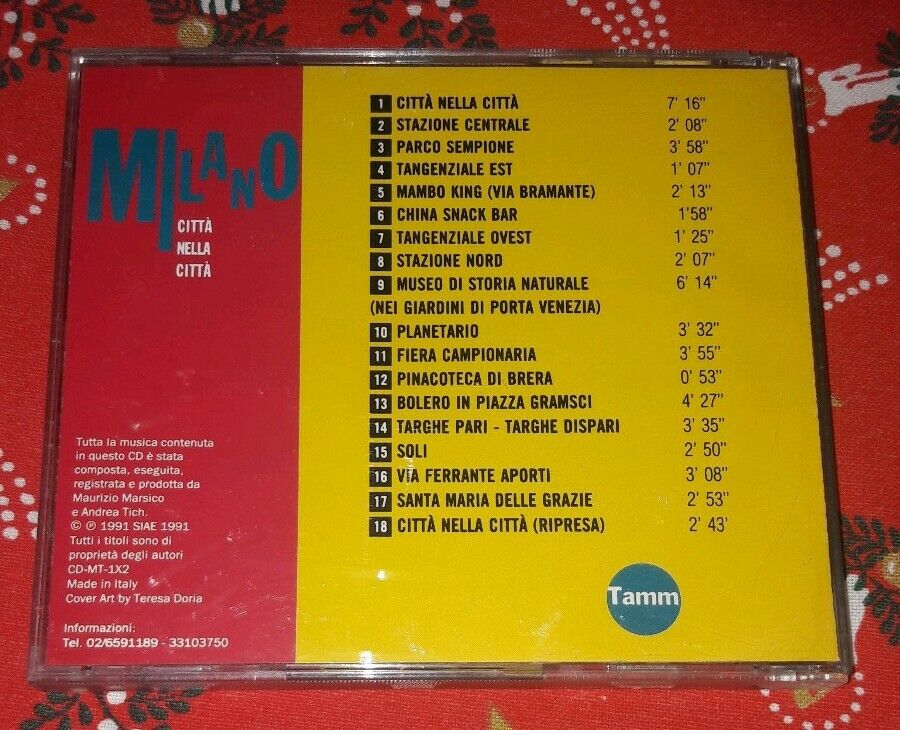 MILANO
CITTÀ
NELLA
CITTÀ
Tutta la musica contenuta
in questo CD è stata
composta, eseguita,
registrata e prodotta da
Maurizio Marsico
e Andrea Tich.
© ℗ 1991 SIAE 1991
Tutti i titoli sono di
proprietà degli autori
CD-MT-1X2
Made in Italy
Cover Art by Teresa Doria
Informazioni:
Tel. 02/6591189 - 33103750
1 CITTÀ NELLA CITTÀ 7' 16"
2 STAZIONE CENTRALE 2' 08"
3 PARCO SEMPIONE 3' 58"
4 TANGENZIALE EST 1' 07"
5 MAMBO KING (VIA BRAMANTE) 2' 13"
6 CHINA SNACK BAR 1'58"
7 TANGENZIALE OVEST 1' 25"
8 STAZIONE NORD 2' 07"
9 MUSEO DI STORIA NATURALE 6' 14"
(NEI GIARDINI DI PORTA VENEZIA)
10 PLANETARIO 3' 32"
11 FIERA CAMPIONARIA 3' 55"
12 PINACOTECA DI BRERA 0' 53"
13 BOLERO IN PIAZZA GRAMSCI 4' 27"
14 TARGHE PARI - TARGHE DISPARI 3' 35"
15 SOLI 2' 50"
16 VIA FERRANTE APORTI 3' 08"
17 SANTA MARIA DELLE GRAZIE 2' 53"
18 CITTÀ NELLA CITTÀ (RIPRESA) 2' 43'
Tamm